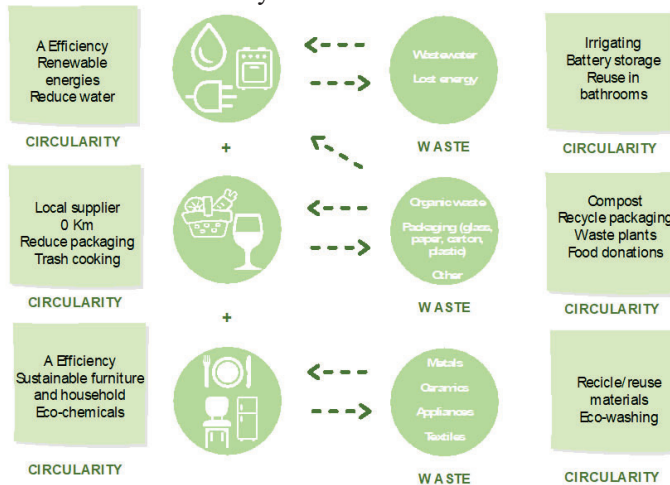 A Efficiency
Renewable
energies
Reduce water
CIRCULARITY
+
Wastewater
Lost energy
WASTE
Irrigating
Battery storage
Reuse in
bathrooms
CIRCULARITY
Local supplier
0 Km
Reduce packaging
Trash cooking
CIRCULARITY
+
Organic waste
Packaging (glass,
paper, carton,
plastic)
Other
WASTE
Compost
Recycle packaging
Waste plants
Food donations
CIRCULARITY
A Efficiency
Sustainable furniture
and household
Eco-chemicals
CIRCULARITY
Metals
Ceramics
Appliances
Textiles
WASTE
Recicle/reuse
materials
Eco-washing
CIRCULARITY